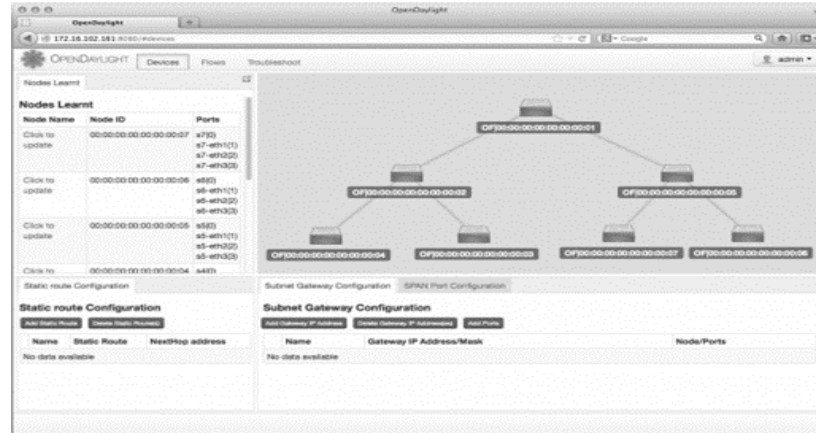 OpenDaylight
OpenDaylight
172.16.102.181:8080/#devices
Google
OPENDAYLIGHT
Devices
Flows
Troubleshoot
admin
Nodes Learnt
Nodes Learnt
Node Name Node ID Ports
Click to update 00:00:00:00:00:00:00:07 s7(0)
s7-eth1(1)
s7-eth2(2)
s7-eth3(3)
Click to update 00:00:00:00:00:00:00:06 s6(0)
s6-eth1(1)
s6-eth2(2)
s6-eth3(3)
Click to update 00:00:00:00:00:00:00:05 s5(0)
s5-eth1(1)
s5-eth2(2)
s5-eth3(3)
Click to 00:00:00:00:00:00:00:04 s4(0)
OF|00:00:00:00:00:00:00:01
OF|00:00:00:00:00:00:00:02
OF|00:00:00:00:00:00:00:05
OF|00:00:00:00:00:00:00:04
OF|00:00:00:00:00:00:00:03
OF|00:00:00:00:00:00:00:07
OF|00:00:00:00:00:00:00:06
Static route Configuration
Static route Configuration
Add Static Route Delete Static Route(s)
Name Static Route NextHop address
No data available
Subnet Gateway Configuration SPAN Port Configuration
Subnet Gateway Configuration
Add Gateway IP Address Delete Gateway IP Address(es) Add Ports
Name Gateway IP Address/Mask Node/Ports
No data available